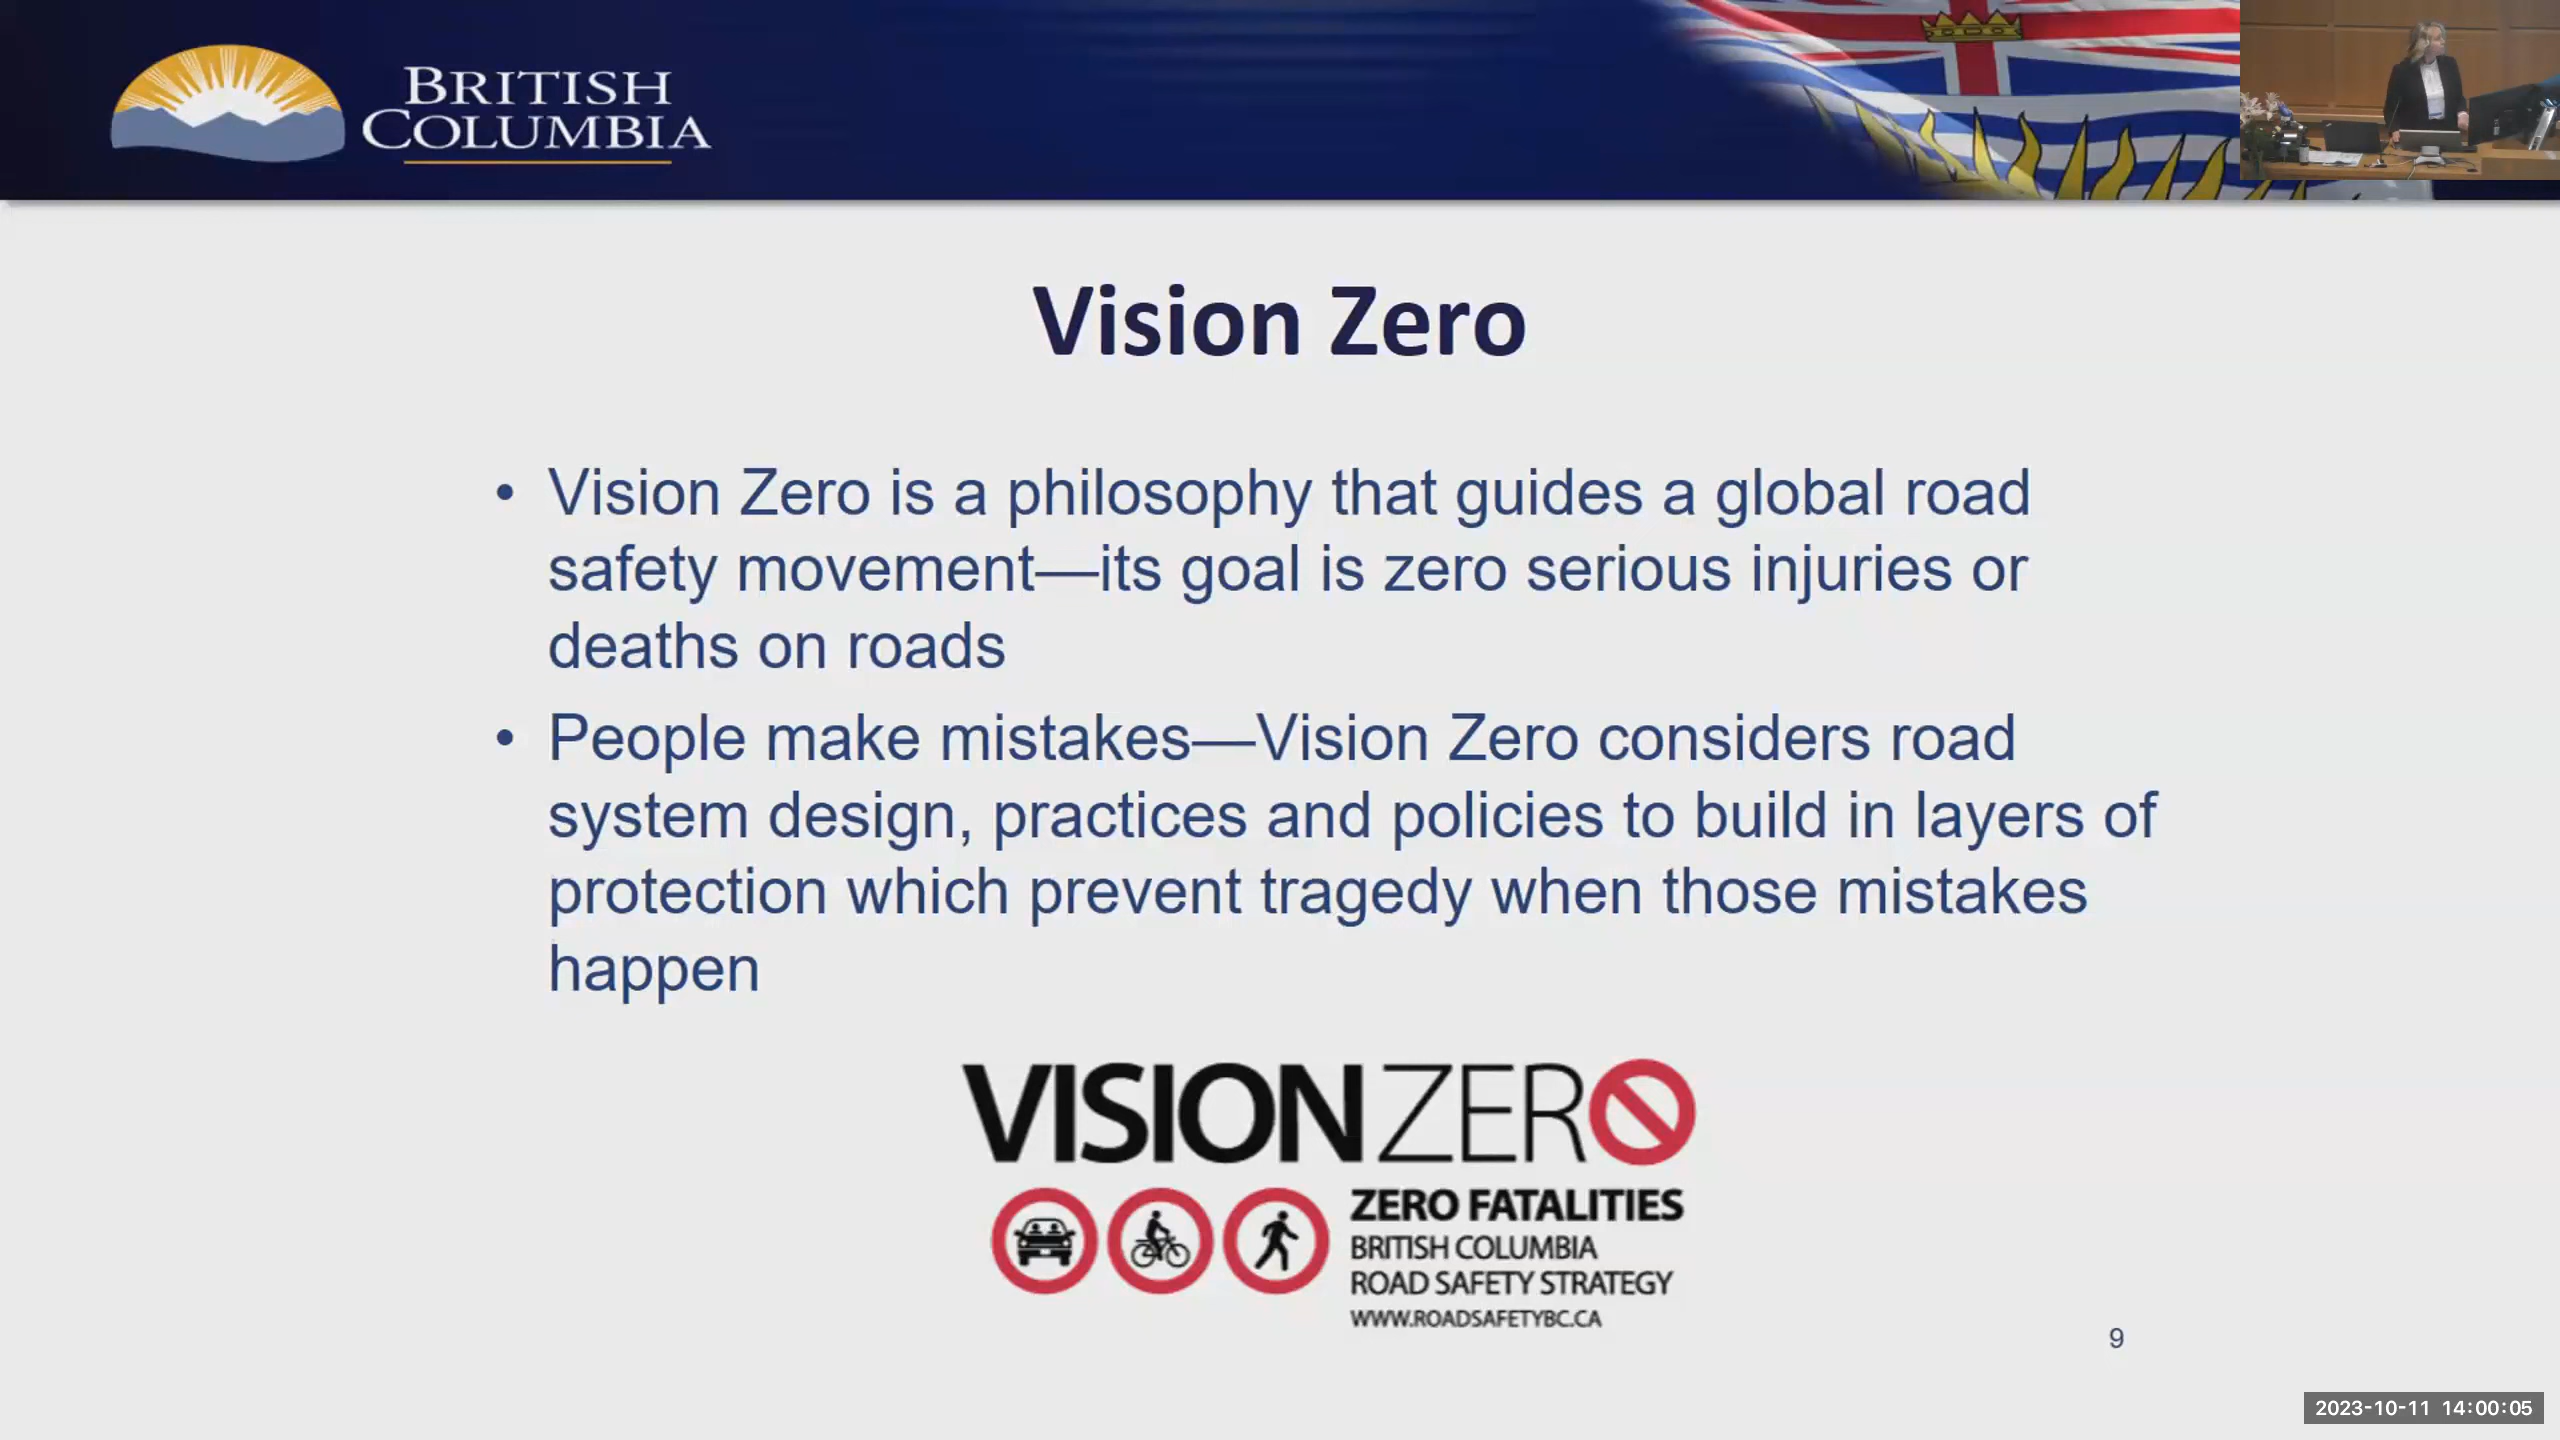 BRITISH
COLUMBIA
Vision Zero
• Vision Zero is a philosophy that guides a global road
safety movement—its goal is zero serious injuries or
deaths on roads
• People make mistakes—Vision Zero considers road
system design, practices and policies to build in layers of
protection which prevent tragedy when those mistakes
happen
VISIONZERO
ZERO FATALITIES
BRITISH COLUMBIA
ROAD SAFETY STRATEGY
WWW.ROADSAFETYBC.CA
9
2023-10-11 14:00:05